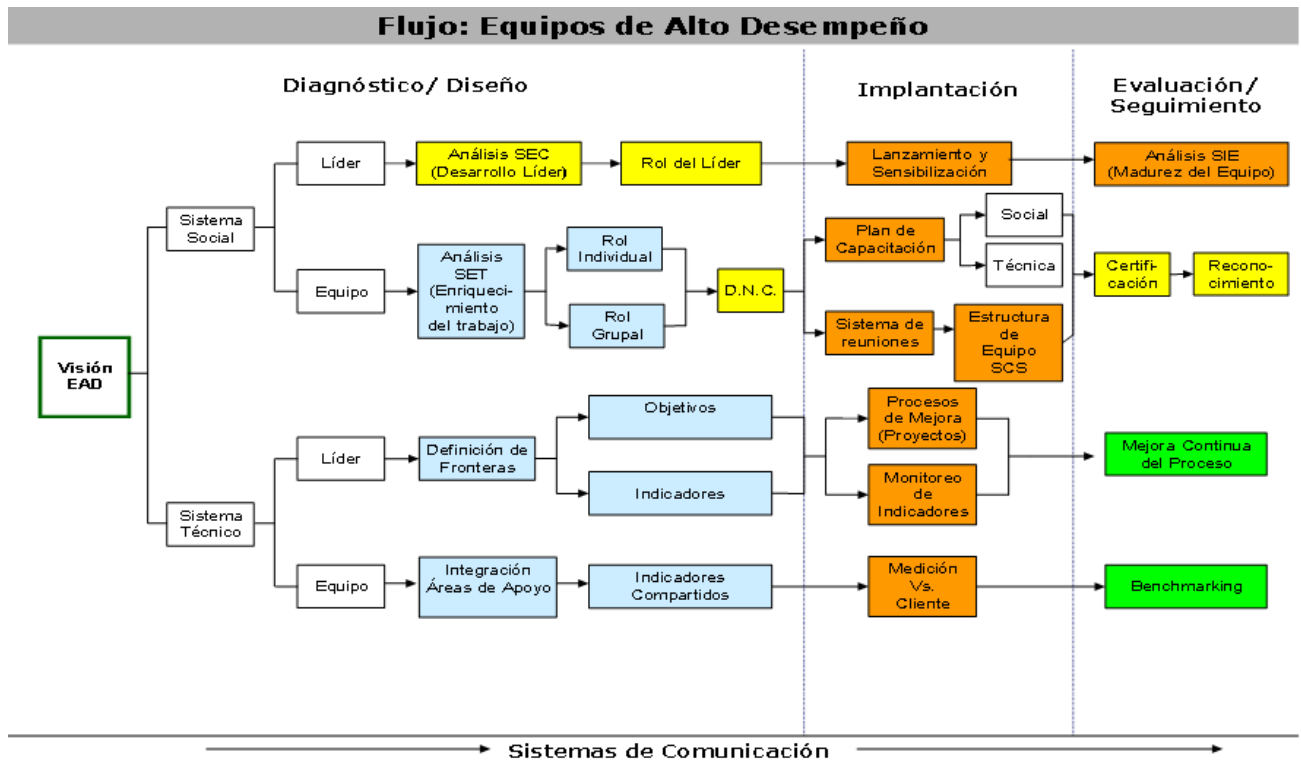 Flujo: Equipos de Alto Desempeño
Diagnóstico/ Diseño
Implantación
Evaluación/
Seguimiento
Líder
Análisis SEC
(Desarrollo Líder)
Rol del Líder
Lanzamiento y
Sensibilización
Análisis SIE
(Madurez del Equipo)
Sistema
Social
Equipo
Análisis
SET
(Enriqueci-
miento
del trabajo)
Rol
Individual
Rol
Grupal
D.N.C.
Plan de
Capacitación
Social
Técnica
Sistema de
reuniones
Estructura
de
Equipo
SCS
Certifi-
cación
Recono-
cimiento
Visión
EAD
Sistema
Técnico
Líder
Definición de
Fronteras
Objetivos
Indicadores
Procesos
de Mejora
(Proyectos)
Monitoreo
de
Indicadores
Mejora Continua
del Proceso
Equipo
Integración
Áreas de Apoyo
Indicadores
Compartidos
Medición
Vs.
Cliente
Benchmarking
Sistemas de Comunicación